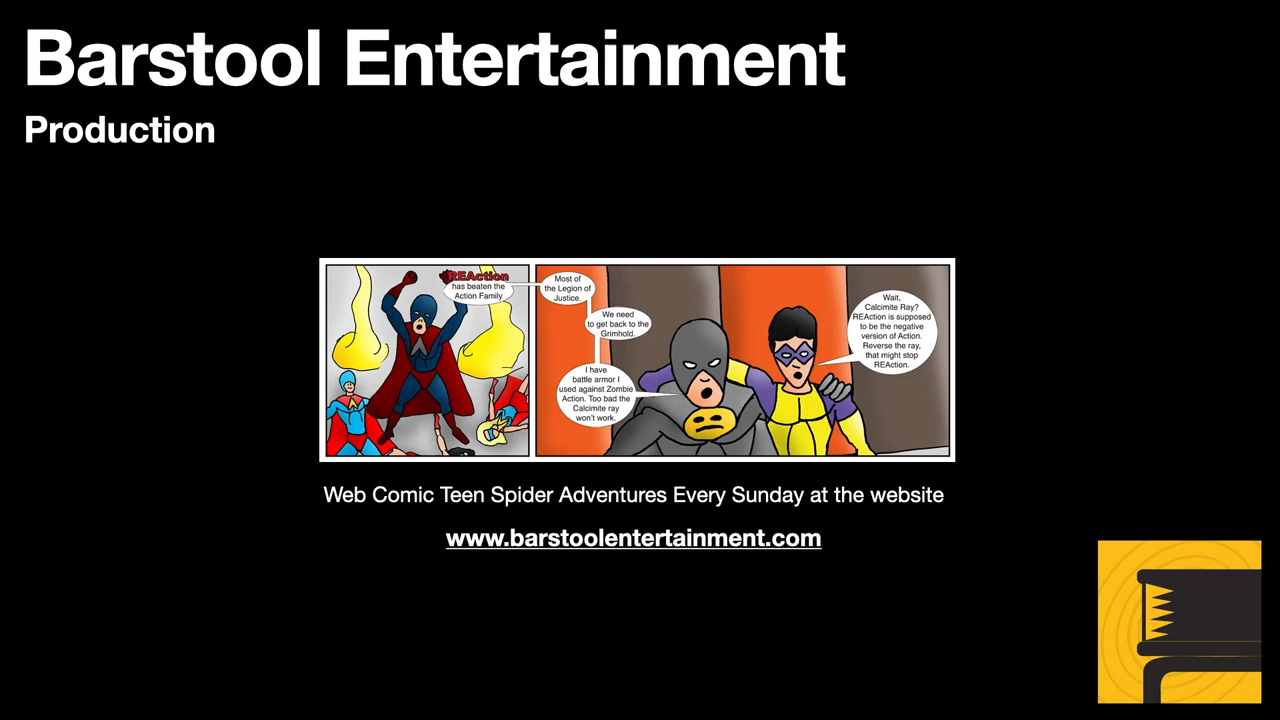 Barstool Entertainment
Production
REAction
has beaten the
Action Family
Most of
the Legion of
Justice.
We need
to get back to the
Grimhold.
I have
battle armor I
used against Zombie
Action. Too bad the
Calcimite ray
won't work.
Wait,
Calcimite Ray?
REAction is supposed
to be the negative
version of Action.
Reverse the ray,
that might stop
REAction.
Web Comic Teen Spider Adventures Every Sunday at the website
www.barstoolentertainment.com